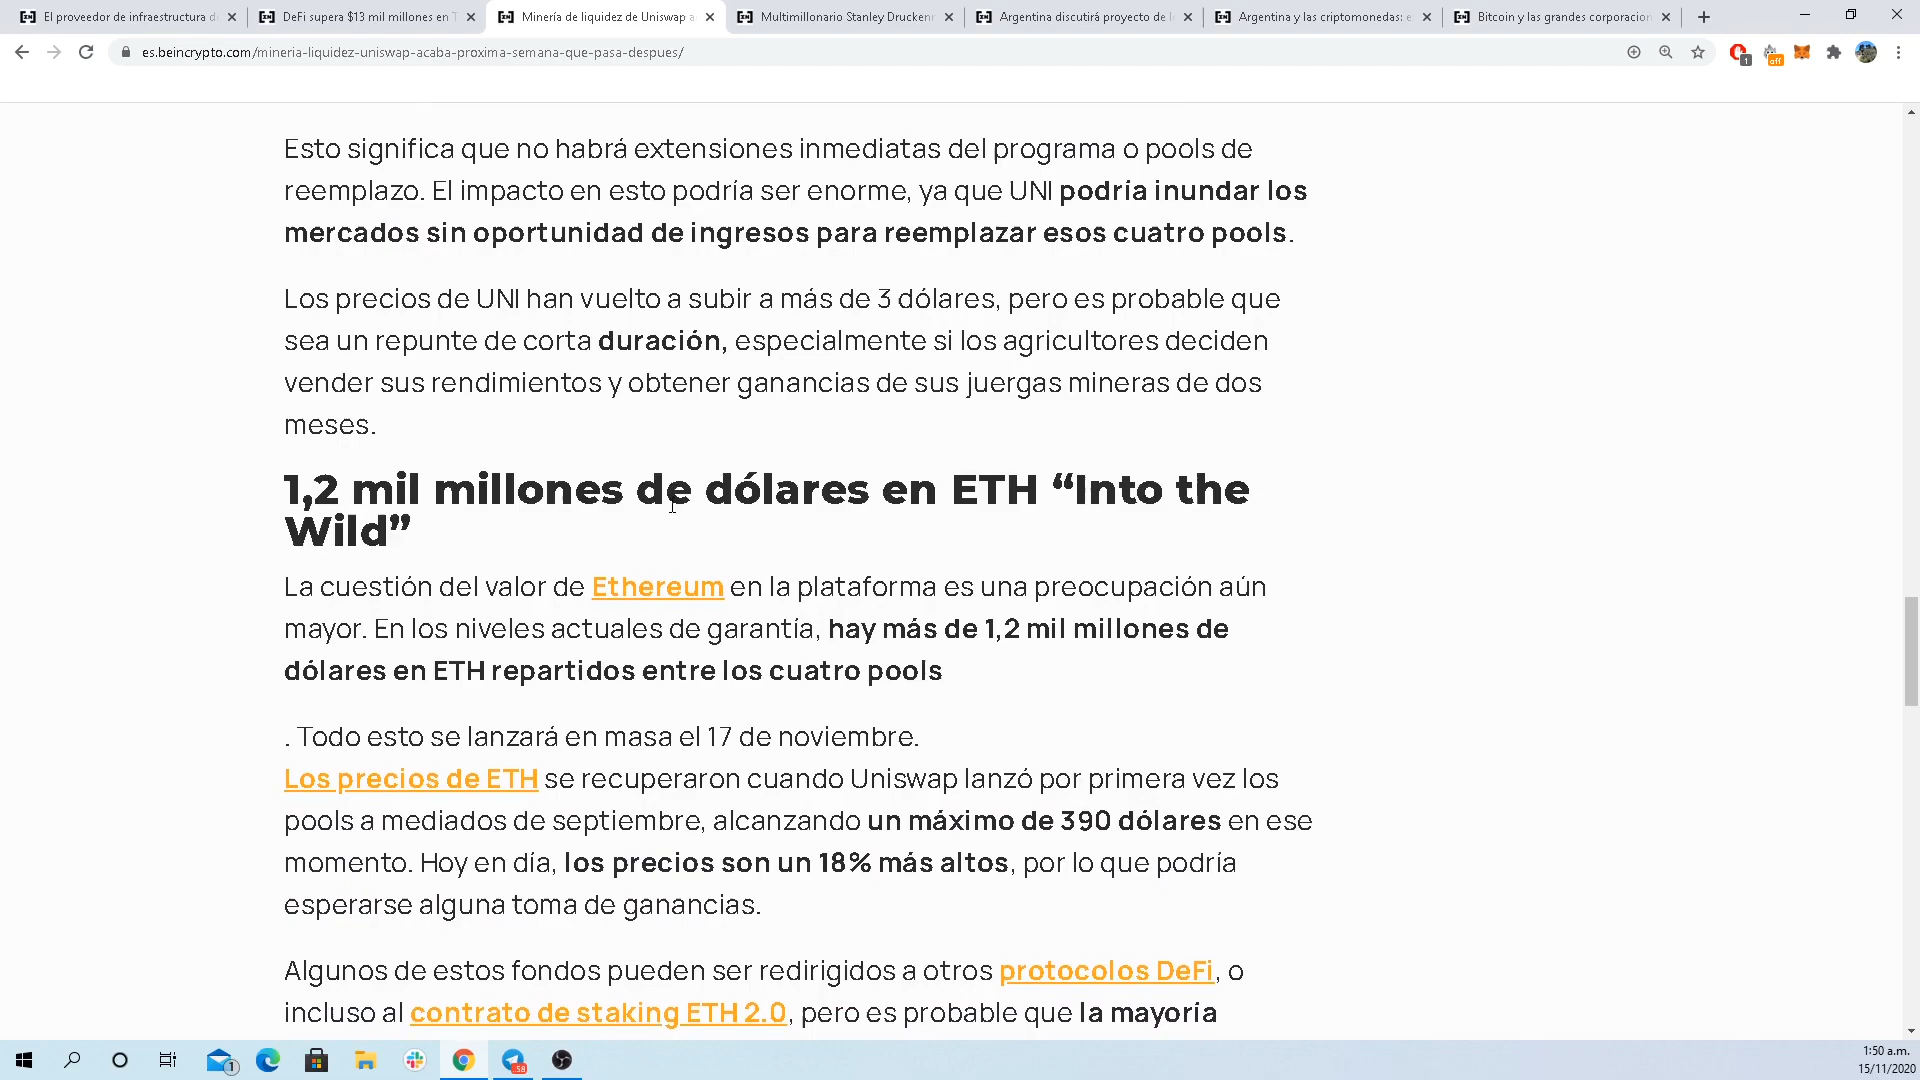 El proveedor de infraestructura d
DeFi supera $13 mil millones en T
Minería de liquidez de Uniswap a
Multimillonario Stanley Druckenn
Argentina discutirá proyecto de l
Argentina y las criptomonedas: e
Bitcoin y las grandes corporacion
es.beincrypto.com/mineria-liquidez-uniswap-acaba-proxima-semana-que-pasa-despues/
1
off
Esto significa que no habrá extensiones inmediatas del programa o pools de
reemplazo. El impacto en esto podría ser enorme, ya que UNI podría inundar los
mercados sin oportunidad de ingresos para reemplazar esos cuatro pools.
Los precios de UNI han vuelto a subir a más de 3 dólares, pero es probable que
sea un repunte de corta duración, especialmente si los agricultores deciden
vender sus rendimientos y obtener ganancias de sus juergas mineras de dos
meses.
1,2 mil millones de dólares en ETH “Into the
Wild”
La cuestión del valor de Ethereum en la plataforma es una preocupación aún
mayor. En los niveles actuales de garantía, hay más de 1,2 mil millones de
dólares en ETH repartidos entre los cuatro pools
. Todo esto se lanzará en masa el 17 de noviembre.
Los precios de ETH se recuperaron cuando Uniswap lanzó por primera vez los
pools a mediados de septiembre, alcanzando un máximo de 390 dólares en ese
momento. Hoy en día, los precios son un 18% más altos, por lo que podría
esperarse alguna toma de ganancias.
Algunos de estos fondos pueden ser redirigidos a otros protocolos DeFi, o
incluso al contrato de staking ETH 2.0, pero es probable que la mayoría
1
58
1:50 a.m.
15/11/2020